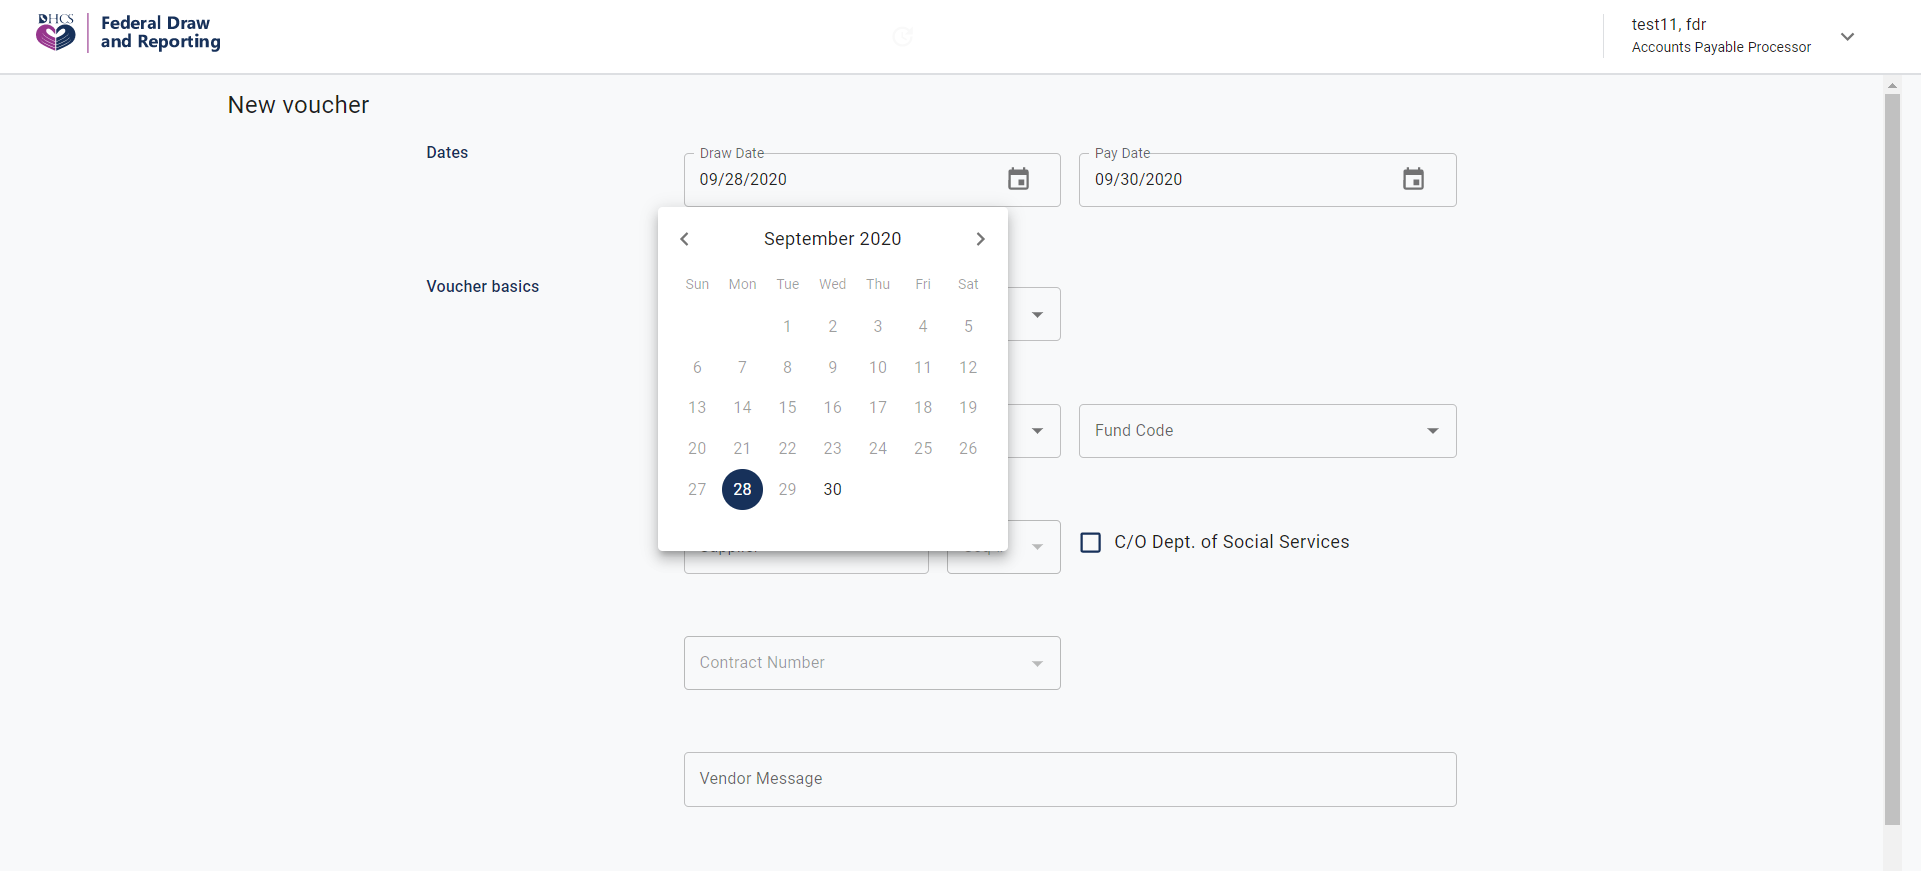 DHCS
Federal Draw
and Reporting
test11, fdr
Accounts Payable Processor
New voucher
Dates
Draw Date
09/28/2020
Pay Date
09/30/2020
September 2020
Sun Mon Tue Wed Thu Fri Sat
1 2 3 4 5
6 7 8 9 10 11 12
13 14 15 16 17 18 19
20 21 22 23 24 25 26
27 28 29 30
Voucher basics
Fund Code
Supplier
C/O Dept. of Social Services
Contract Number
Vendor Message